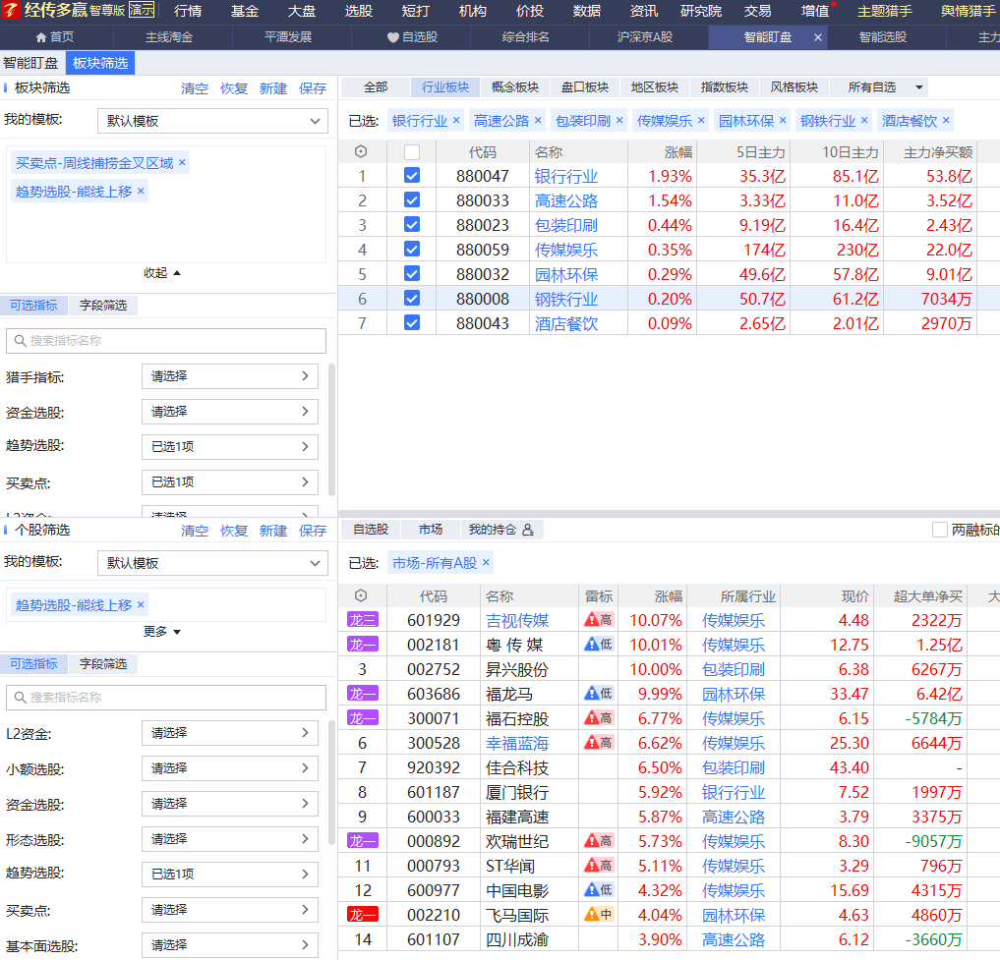 经传多赢 智尊版 演示 行情 基金 大盘 选股 短打 机构 价投 数据 资讯 研究院 交易 增值 主题猎手 舆情猎手
首页 主线淘金 平潭发展 自选股 综合排名 沪深京A股 智能盯盘 × 智能选股 主力
智能盯盘 板块筛选
板块筛选 清空 恢复 新建 保存
我的模板: 默认模板
买卖点-周线捕捞金叉区域 ×
趋势选股-熊线上移 ×
收起
可选指标 字段筛选
搜索指标名称
猎手指标: 请选择
资金选股: 请选择
趋势选股: 已选1项
买卖点: 已选1项
L2资金: 请选择
全部 行业板块 概念板块 盘口板块 地区板块 指数板块 风格板块 所有自选
已选: 银行行业 × 高速公路 × 包装印刷 × 传媒娱乐 × 园林环保 × 钢铁行业 × 酒店餐饮 ×
代码 名称 涨幅 5日主力 10日主力 主力净买额
1 880047 银行行业 1.93% 35.3亿 85.1亿 53.8亿
2 880033 高速公路 1.54% 3.33亿 11.0亿 3.52亿
3 880023 包装印刷 0.44% 9.19亿 16.4亿 2.43亿
4 880059 传媒娱乐 0.35% 174亿 230亿 22.0亿
5 880032 园林环保 0.29% 49.6亿 57.8亿 9.01亿
6 880008 钢铁行业 0.20% 50.7亿 61.2亿 7034万
7 880043 酒店餐饮 0.09% 2.65亿 2.01亿 2970万
个股筛选 清空 恢复 新建 保存
我的模板: 默认模板
趋势选股-熊线上移 ×
更多
可选指标 字段筛选
搜索指标名称
L2资金: 请选择
小额选股: 请选择
资金选股: 请选择
形态选股: 请选择
趋势选股: 已选1项
买卖点: 请选择
基本面选股: 请选择
自选股 市场 我的持仓 两融标的
已选: 市场-所有A股 ×
代码 名称 雷标 涨幅 所属行业 现价 超大单净买 大
龙三 601929 吉视传媒 高 10.07% 传媒娱乐 4.48 2322万
龙一 002181 粤 传 媒 低 10.01% 传媒娱乐 12.75 1.25亿
3 002752 昇兴股份 10.00% 包装印刷 6.38 6267万
龙一 603686 福龙马 低 9.99% 园林环保 33.47 6.42亿
龙一 300071 福石控股 高 6.77% 传媒娱乐 6.15 -5784万
6 300528 幸福蓝海 高 6.62% 传媒娱乐 25.30 6644万
7 920392 佳合科技 6.50% 包装印刷 43.40 -
8 601187 厦门银行 5.92% 银行行业 7.52 1997万
9 600033 福建高速 5.87% 高速公路 3.79 3375万
龙一 000892 欢瑞世纪 高 5.73% 传媒娱乐 8.30 -9057万
11 000793 ST华闻 高 5.11% 传媒娱乐 3.29 796万
12 600977 中国电影 低 4.32% 传媒娱乐 15.69 4315万
龙一 002210 飞马国际 中 4.04% 园林环保 4.63 4860万
14 601107 四川成渝 3.90% 高速公路 6.12 -3660万